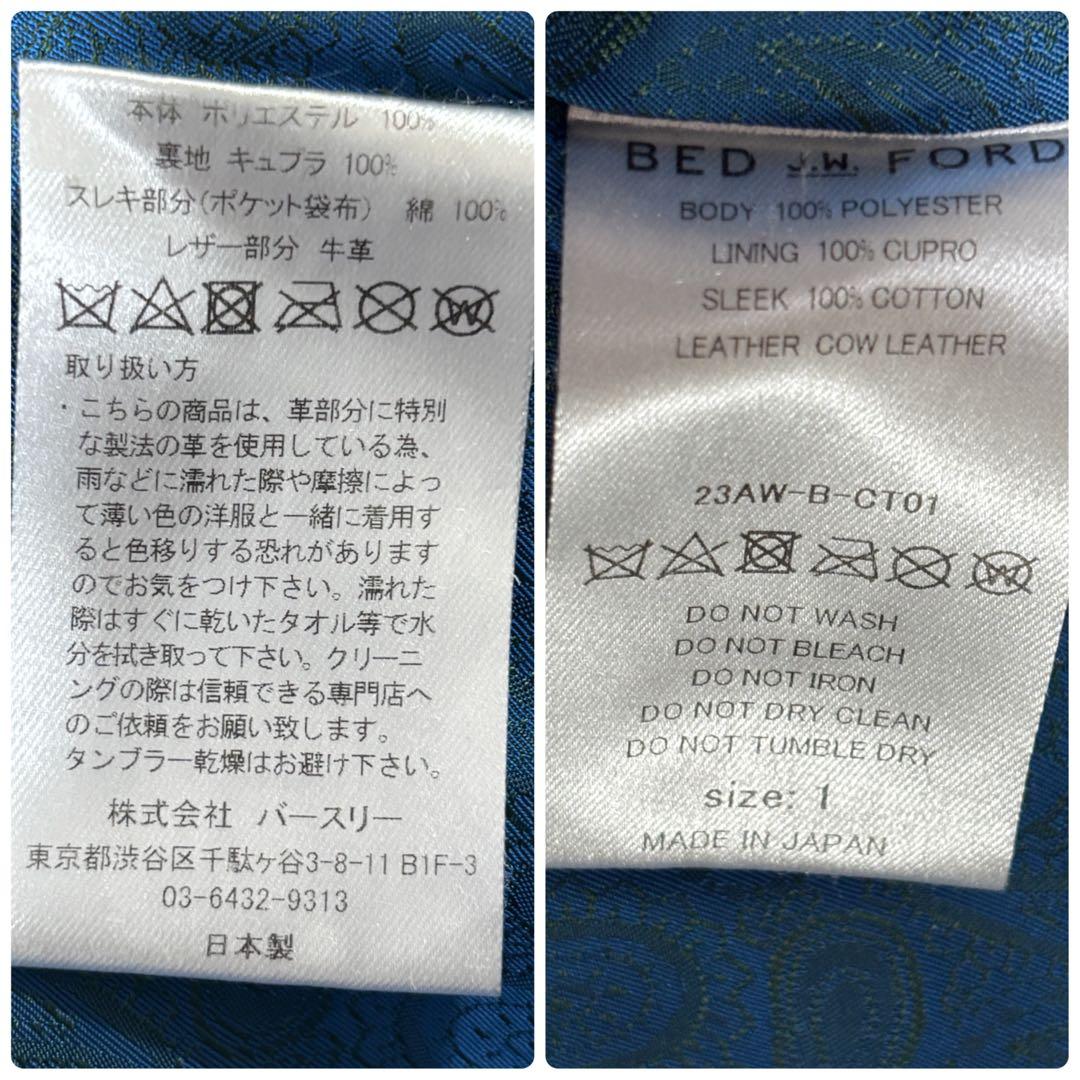 本体 ポリエステル 100%
裏地 キュプラ 100%
スレキ部分(ポケット袋布) 綿 100%
レザー部分 牛革
取り扱い方
・こちらの商品は、革部分に特別
な製法の革を使用している為、
雨などに濡れた際や摩擦によっ
て薄い色の洋服と一緒に着用す
ると色移りする恐れがあります
のでお気をつけ下さい。濡れた
際はすぐに乾いたタオル等で水
分を拭き取って下さい。クリーニ
ングの際は信頼できる専門店へ
のご依頼をお願い致します。
タンブラー乾燥はお避け下さい。
株式会社 バースリー
東京都渋谷区千駄ヶ谷3-8-11 B1F-3
03-6432-9313
日本製
BED J.W. FORD
BODY 100% POLYESTER
LINING 100% CUPRO
SLEEK 100% COTTON
LEATHER COW LEATHER
23AW-B-CT01
DO NOT WASH
DO NOT BLEACH
DO NOT IRON
DO NOT DRY CLEAN
DO NOT TUMBLE DRY
size: 1
MADE IN JAPAN